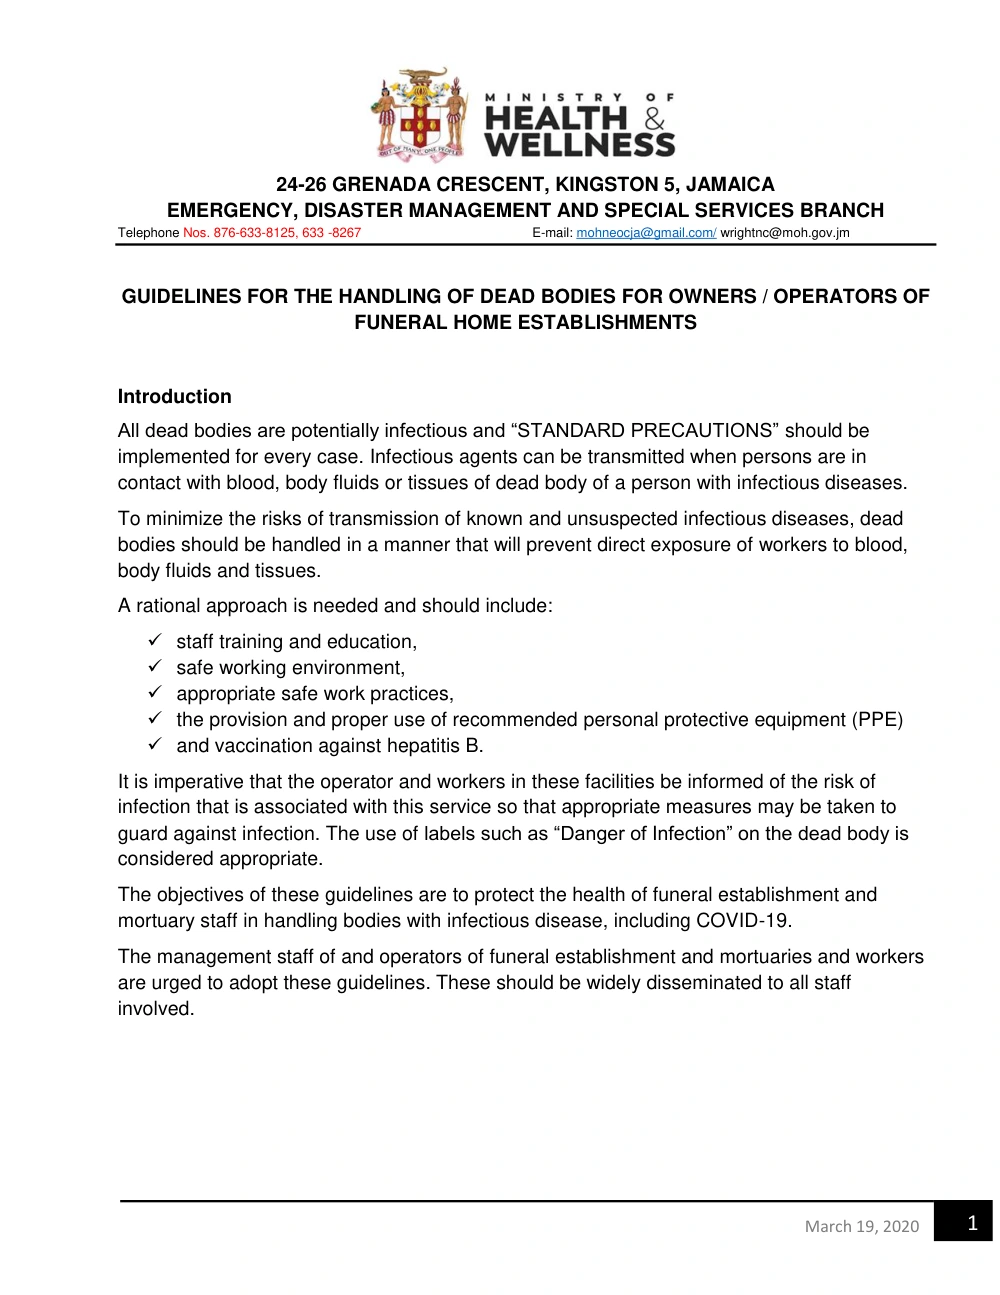 MINISTRY OF
HEALTH &
WELLNESS
OUT OF MANY, ONE PEOPLE
24-26 GRENADA CRESCENT, KINGSTON 5, JAMAICA
EMERGENCY, DISASTER MANAGEMENT AND SPECIAL SERVICES BRANCH
Telephone Nos. 876-633-8125, 633 -8267 E-mail: mohneocja@gmail.com/ wrightnc@moh.gov.jm
GUIDELINES FOR THE HANDLING OF DEAD BODIES FOR OWNERS / OPERATORS OF
FUNERAL HOME ESTABLISHMENTS
Introduction
All dead bodies are potentially infectious and “STANDARD PRECAUTIONS” should be
implemented for every case. Infectious agents can be transmitted when persons are in
contact with blood, body fluids or tissues of dead body of a person with infectious diseases.
To minimize the risks of transmission of known and unsuspected infectious diseases, dead
bodies should be handled in a manner that will prevent direct exposure of workers to blood,
body fluids and tissues.
A rational approach is needed and should include:
✓ staff training and education,
✓ safe working environment,
✓ appropriate safe work practices,
✓ the provision and proper use of recommended personal protective equipment (PPE)
✓ and vaccination against hepatitis B.
It is imperative that the operator and workers in these facilities be informed of the risk of
infection that is associated with this service so that appropriate measures may be taken to
guard against infection. The use of labels such as “Danger of Infection” on the dead body is
considered appropriate.
The objectives of these guidelines are to protect the health of funeral establishment and
mortuary staff in handling bodies with infectious disease, including COVID-19.
The management staff of and operators of funeral establishment and mortuaries and workers
are urged to adopt these guidelines. These should be widely disseminated to all staff
involved.
March 19, 2020 1